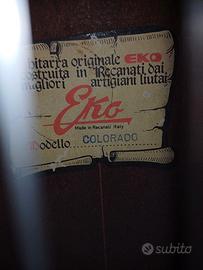 chitarra originale EKO
costruita in Recanati dai
migliori artigiani liutai
Eko
Made in Recanati Italy
Modello COLORADO
subito